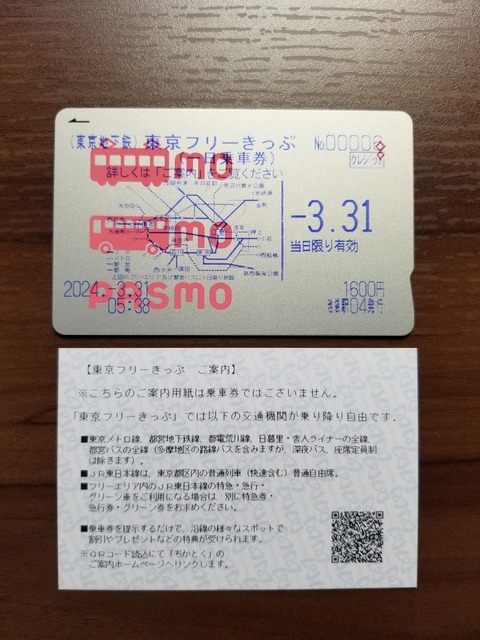 (東京地下鉄) 東京フリーきっぷ No.00006
(一日乗車券) クレジット
詳しくは「ご案内」をご覧ください
-3.31
当日限り有効
2024.-3.31 1600円
05:38 池袋駅04発行
mo
mo
PASMO
【東京フリーきっぷ ご案内】
※こちらのご案内用紙は乗車券ではございません。
「東京フリーきっぷ」では以下の交通機関が乗り降り自由です。
■東京メトロ線、都営地下鉄線、都電荒川線、日暮里・舎人ライナーの全線、
都営バスの全線(多摩地区の路線バスを含みますが、深夜バス、座席定員制
は除きます)。
■JR東日本線は、東京都区内の普通列車(快速含む)普通自由席。
■フリーエリア内のJR東日本線の特急・急行・
グリーン車をご利用になる場合は 別に特急券・
急行券・グリーン券をお求めください。
■乗車券を提示するだけで、沿線の様々なスポットで
割引やプレゼントなどの特典が受けられます。
※QRコード読込にて「ちかとく」の
ご案内ホームページへリンクします。